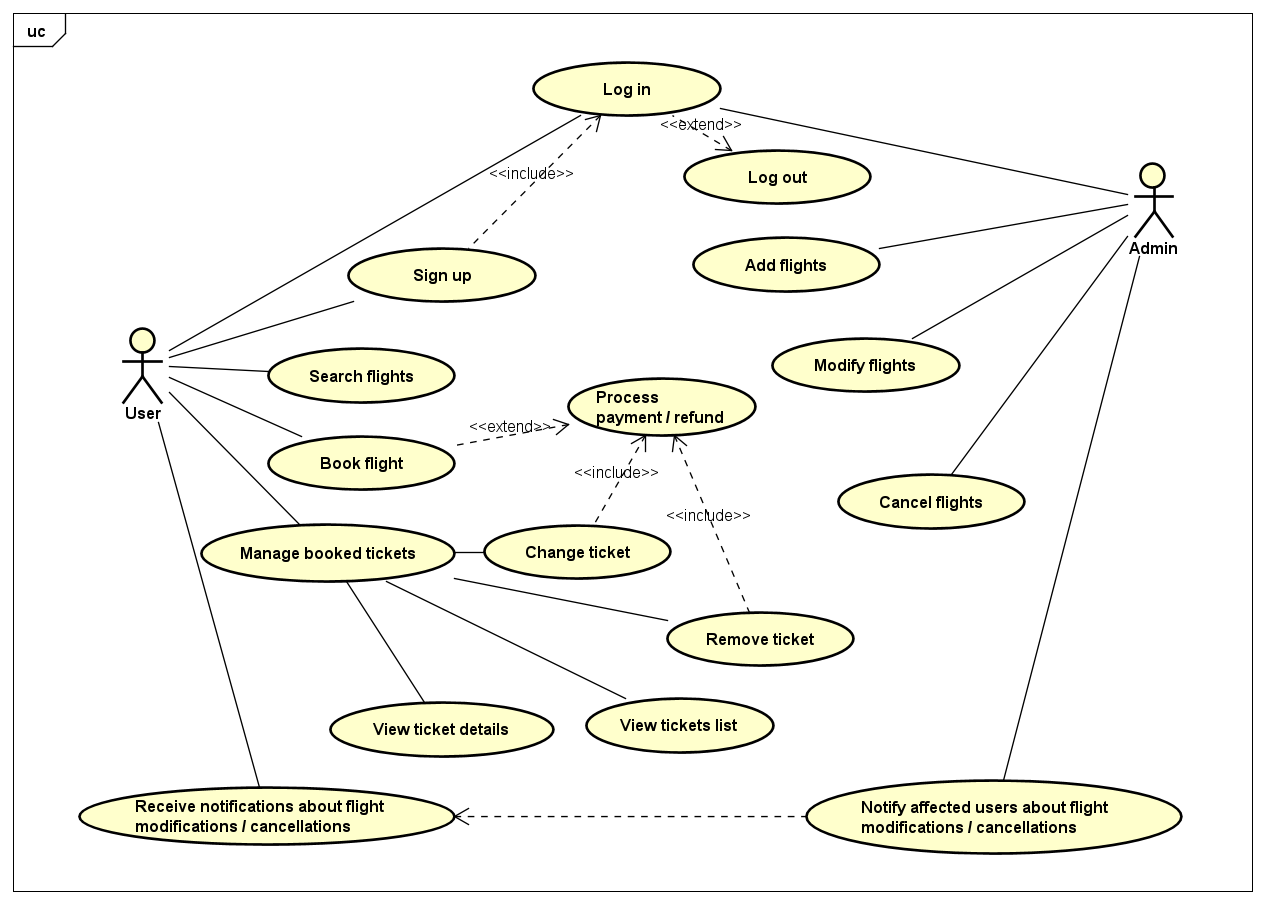 uc
Log in
<<extend>>
Log out
<<include>>
Admin
Add flights
Sign up
Modify flights
Search flights
User
Process
payment / refund
<<extend>>
Book flight
<<include>>
Cancel flights
<<include>>
Manage booked tickets
Change ticket
Remove ticket
View ticket details
View tickets list
Receive notifications about flight
modifications / cancellations
Notify affected users about flight
modifications / cancellations